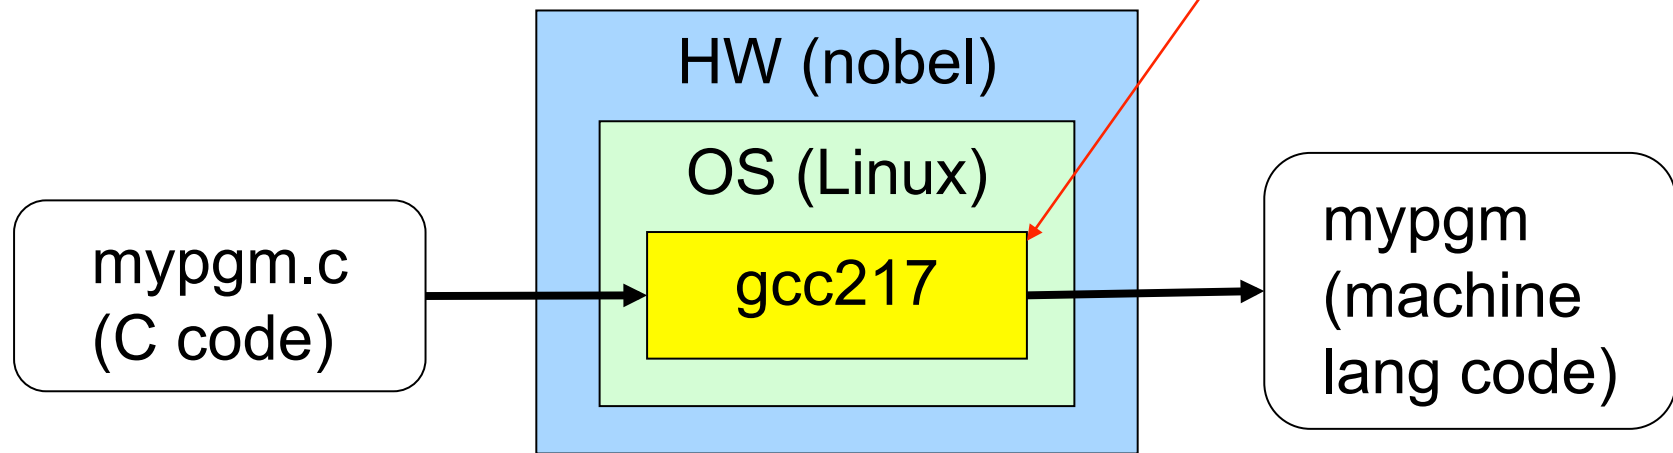 HW (nobel)
OS (Linux)
mypgm.c
(C code)
gcc217
mypgm
(machine
lang code)